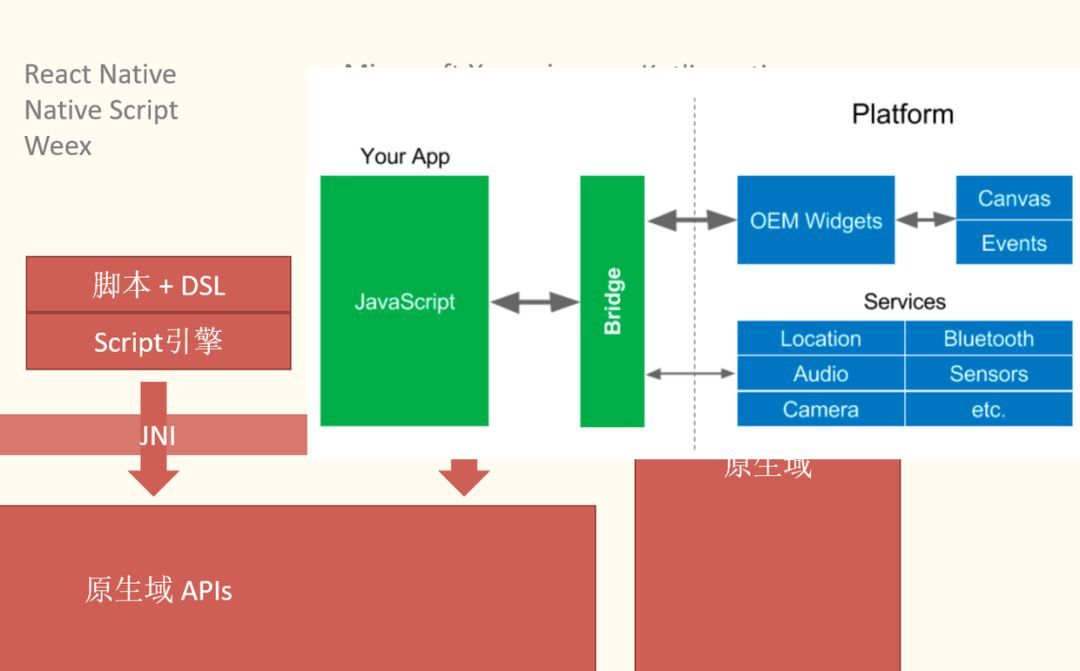 React Native
Native Script
Weex
脚本 + DSL
Script引擎
JNI
原生域 APIs
原生域
Platform
Your App
JavaScript
Bridge
OEM Widgets
Canvas
Events
Services
Location
Bluetooth
Audio
Sensors
Camera
etc.